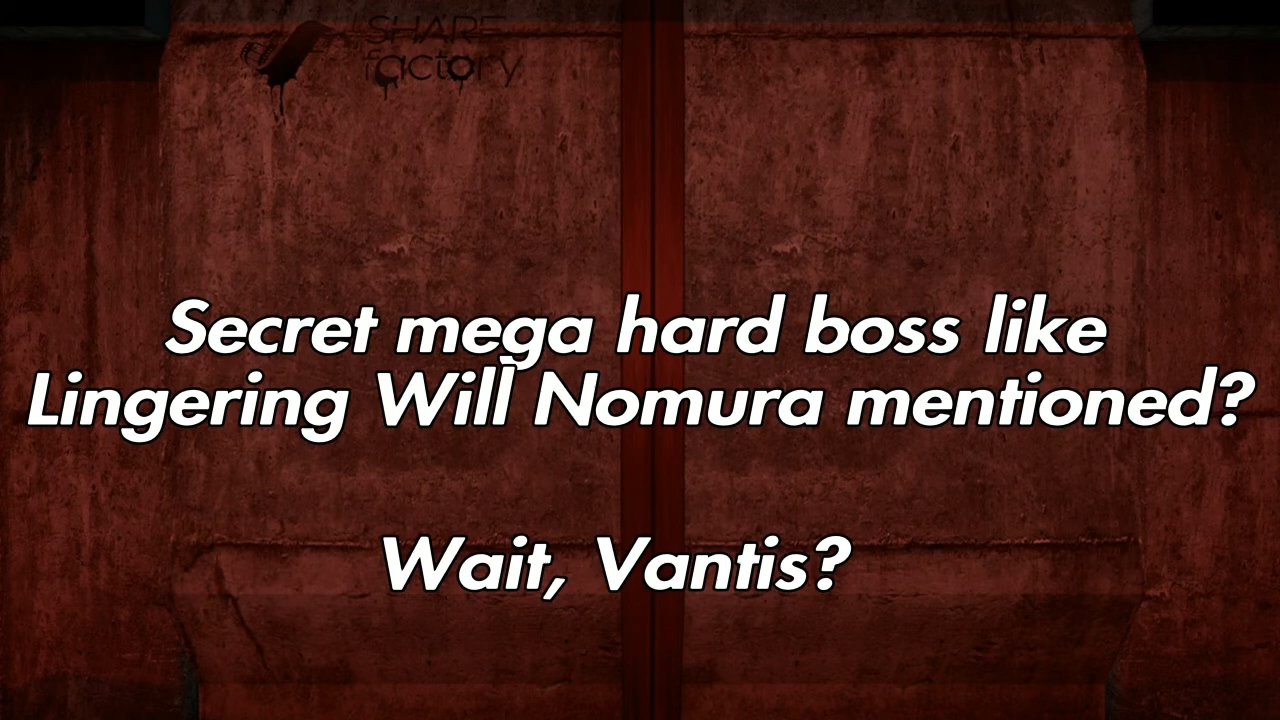 SHARE
factory
Secret mega hard boss like
Lingering Will Nomura mentioned?
Wait, Vantis?